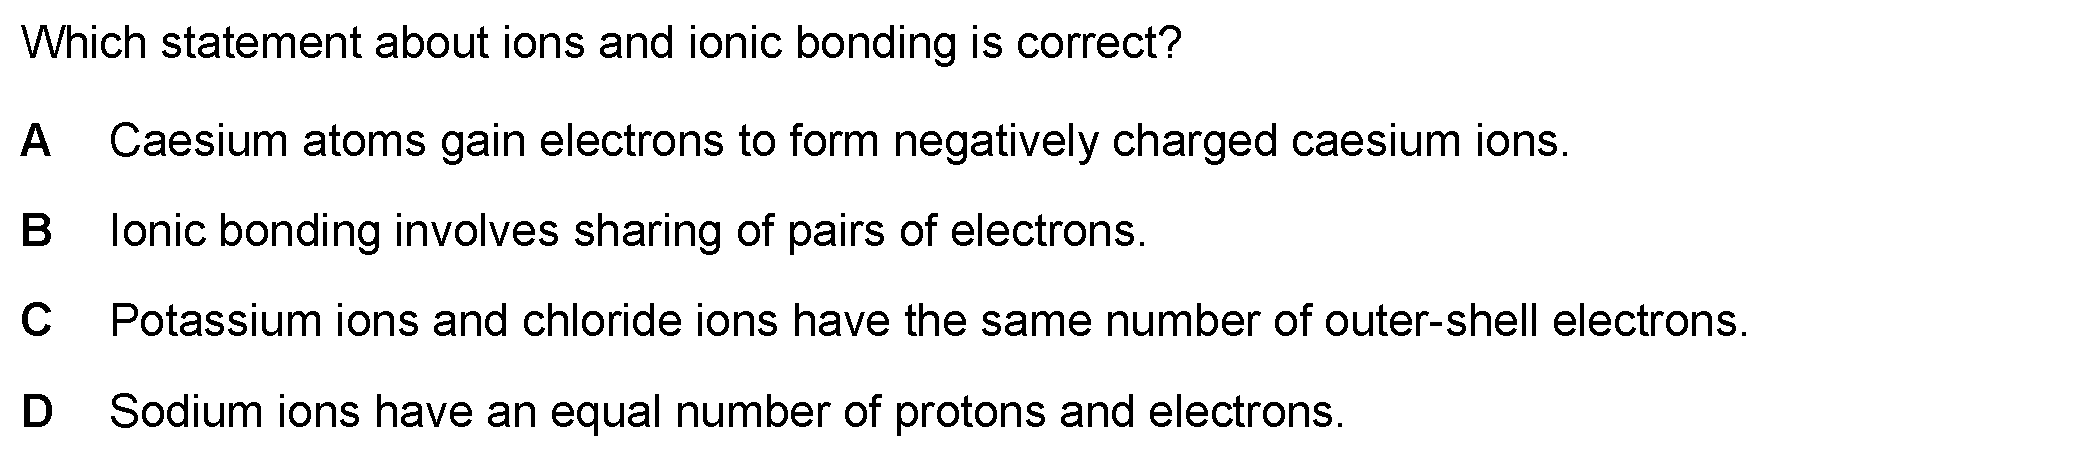 Which statement about ions and ionic bonding is correct?
A Caesium atoms gain electrons to form negatively charged caesium ions.
B Ionic bonding involves sharing of pairs of electrons.
C Potassium ions and chloride ions have the same number of outer-shell electrons.
D Sodium ions have an equal number of protons and electrons.